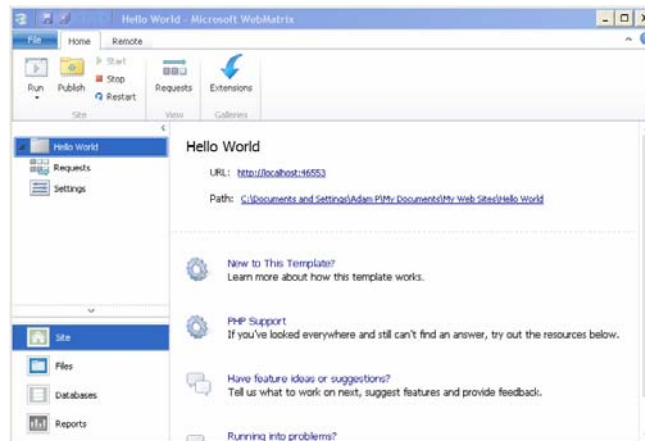 Hello World - Microsoft WebMatrix
File Home Remote
Run Publish Start Stop Restart Requests Extensions
Site View Galleries
Hello World
Requests
Settings
Site
Files
Databases
Reports
Hello World
URL: http://localhost:46553
Path: C:\Documents and Settings\Adam P\My Documents\My Web Sites\Hello World
New to This Template?
Learn more about how this template works.
PHP Support
If you've looked everywhere and still can't find an answer, try out the resources below.
Have feature ideas or suggestions?
Tell us what to work on next, suggest features and provide feedback.
Running into problems?